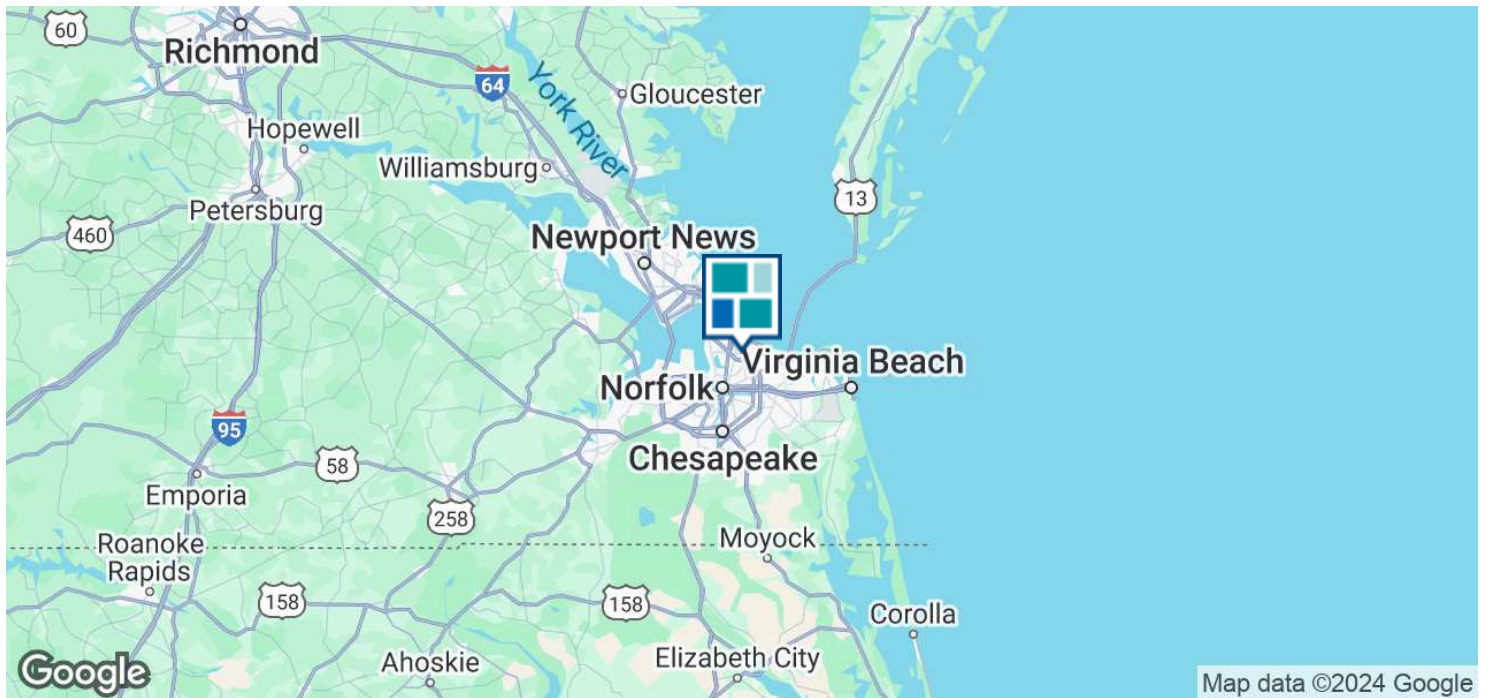 60
Richmond
64
York River
Gloucester
Hopewell
Williamsburg
13
Petersburg
460
Newport News
Virginia Beach
Norfolk
95
Chesapeake
58
Emporia
258
Moyock
Roanoke
Rapids
158
158
Corolla
Elizabeth City
Ahoskie
Google
Map data ©2024 Google